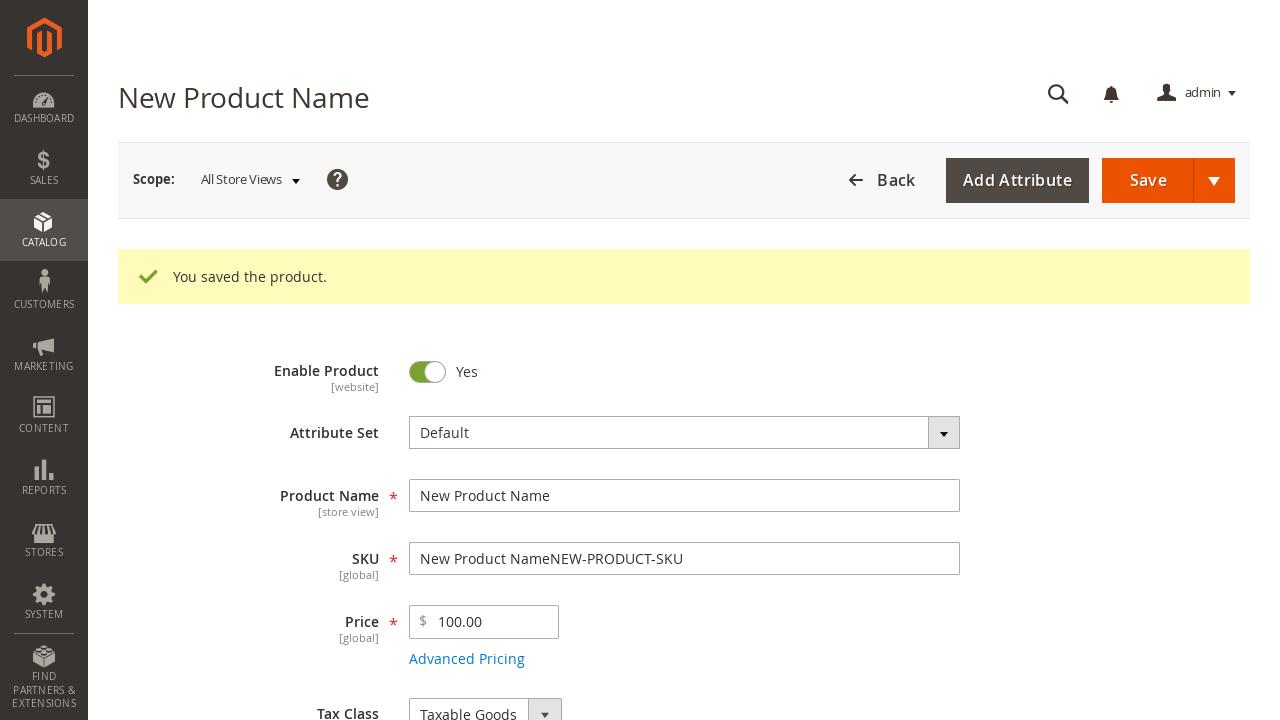 New Product Name
admin
DASHBOARD
SALES
CATALOG
CUSTOMERS
MARKETING
CONTENT
REPORTS
STORES
SYSTEM
FIND
PARTNERS &
EXTENSIONS
Scope: All Store Views ?
Back
Add Attribute
Save
You saved the product.
Enable Product
[website]
Yes
Attribute Set
Default
Product Name *
[store view]
New Product Name
SKU *
[global]
New Product NameNEW-PRODUCT-SKU
Price *
[global]
$ 100.00
Advanced Pricing
Tax Class
Taxable Goods